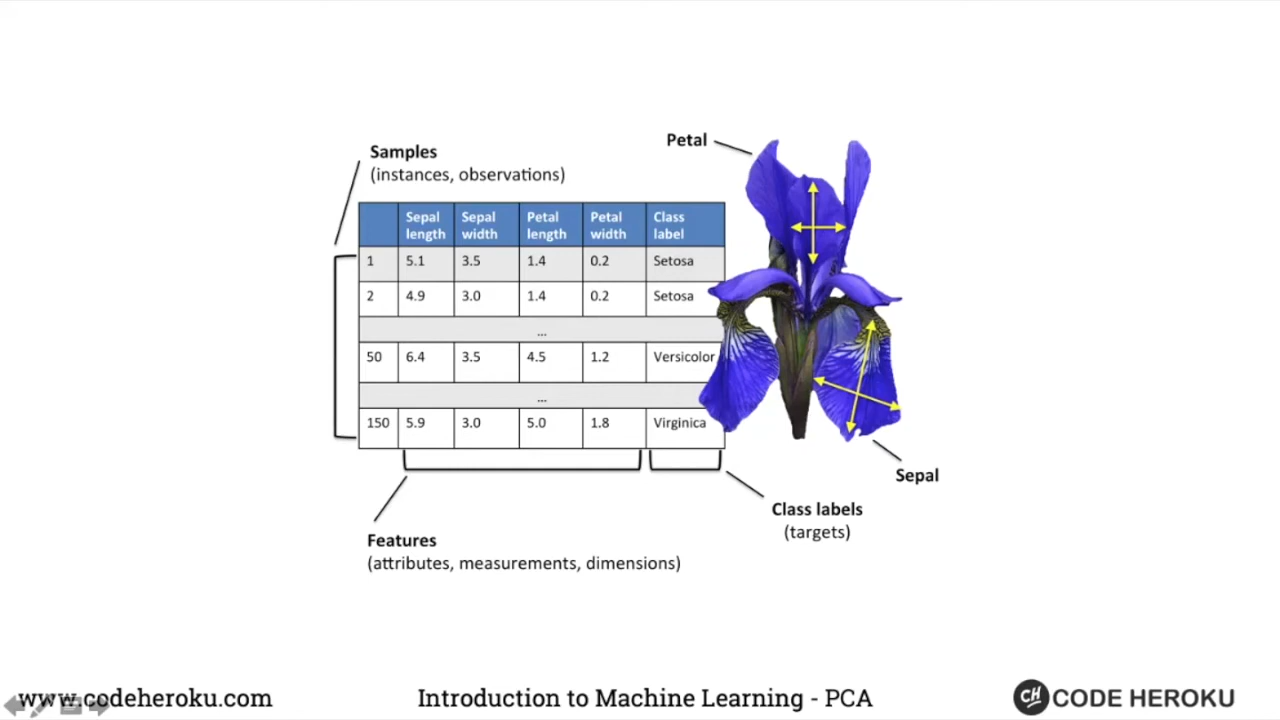 Petal
Samples
(instances, observations)
Sepal length Sepal width Petal length Petal width Class label
1 5.1 3.5 1.4 0.2 Setosa
2 4.9 3.0 1.4 0.2 Setosa
...
50 6.4 3.5 4.5 1.2 Versicolor
...
150 5.9 3.0 5.0 1.8 Virginica
Sepal
Class labels
(targets)
Features
(attributes, measurements, dimensions)
www.codeheroku.com Introduction to Machine Learning - PCA CH CODE HEROKU